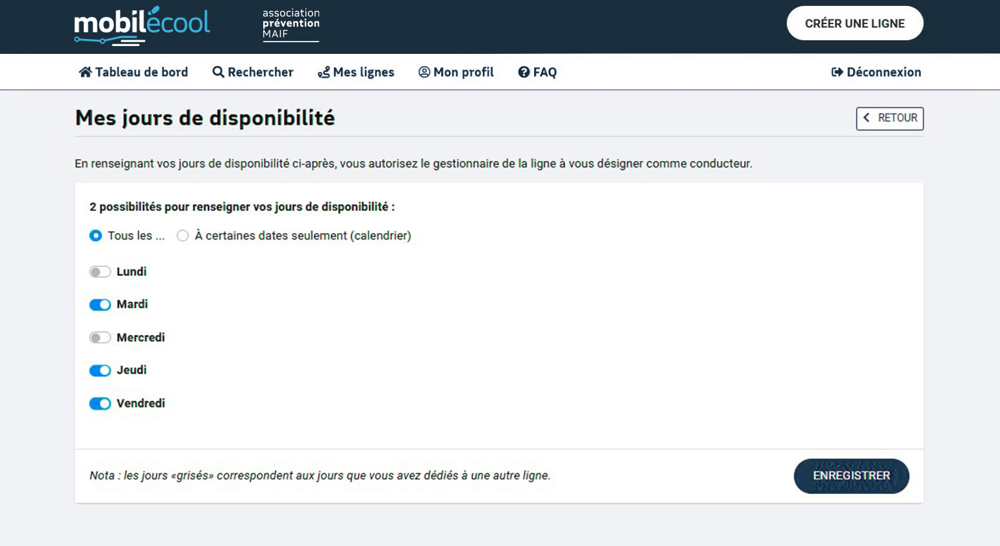 mobilécool
association
prévention
MAIF
CRÉER UNE LIGNE
Tableau de bord
Rechercher
Mes lignes
Mon profil
FAQ
Déconnexion
Mes jours de disponibilité
RETOUR
En renseignant vos jours de disponibilité ci-après, vous autorisez le gestionnaire de la ligne à vous désigner comme conducteur.
2 possibilités pour renseigner vos jours de disponibilité :
Tous les ... À certaines dates seulement (calendrier)
Lundi
Mardi
Mercredi
Jeudi
Vendredi
Nota : les jours «grisés» correspondent aux jours que vous avez dédiés à une autre ligne.
ENREGISTRER